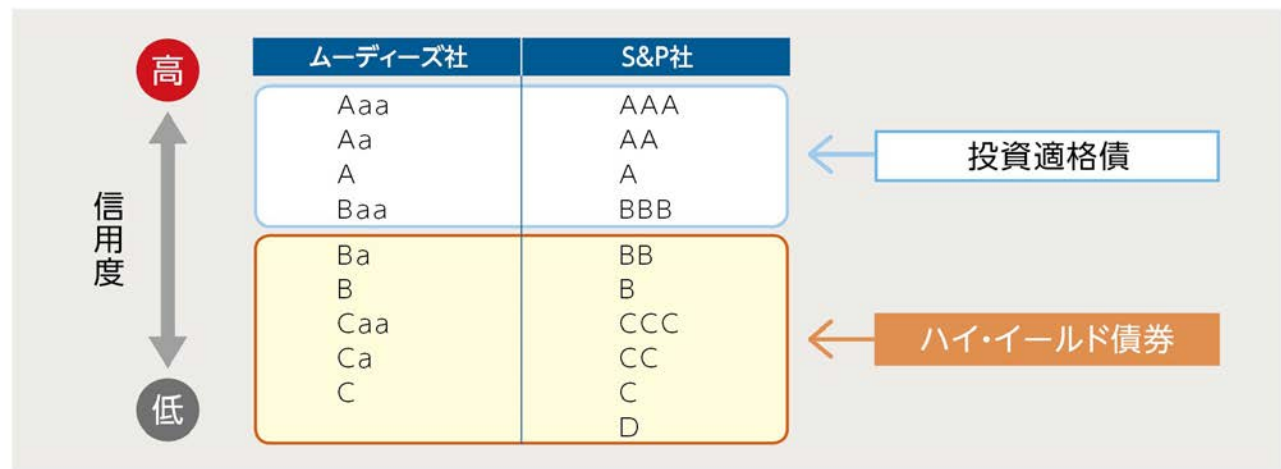 高
信用度
低
ムーディーズ社 S&P社
Aaa AAA
Aa AA
A A
Baa BBB
Ba BB
B B
Caa CCC
Ca CC
C C
D
投資適格債
ハイ・イールド債券